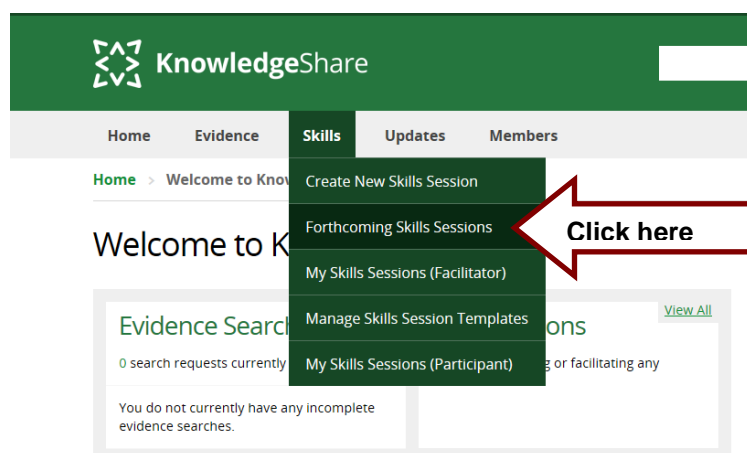 KnowledgeShare
Home Evidence Skills Updates Members
Home > Welcome to Know
Create New Skills Session
Forthcoming Skills Sessions
Click here
Welcome to K
My Skills Sessions (Facilitator)
Manage Skills Session Templates
My Skills Sessions (Participant)
Evidence Search
ons
View All
0 search requests currently
g or facilitating any
You do not currently have any incomplete
evidence searches.